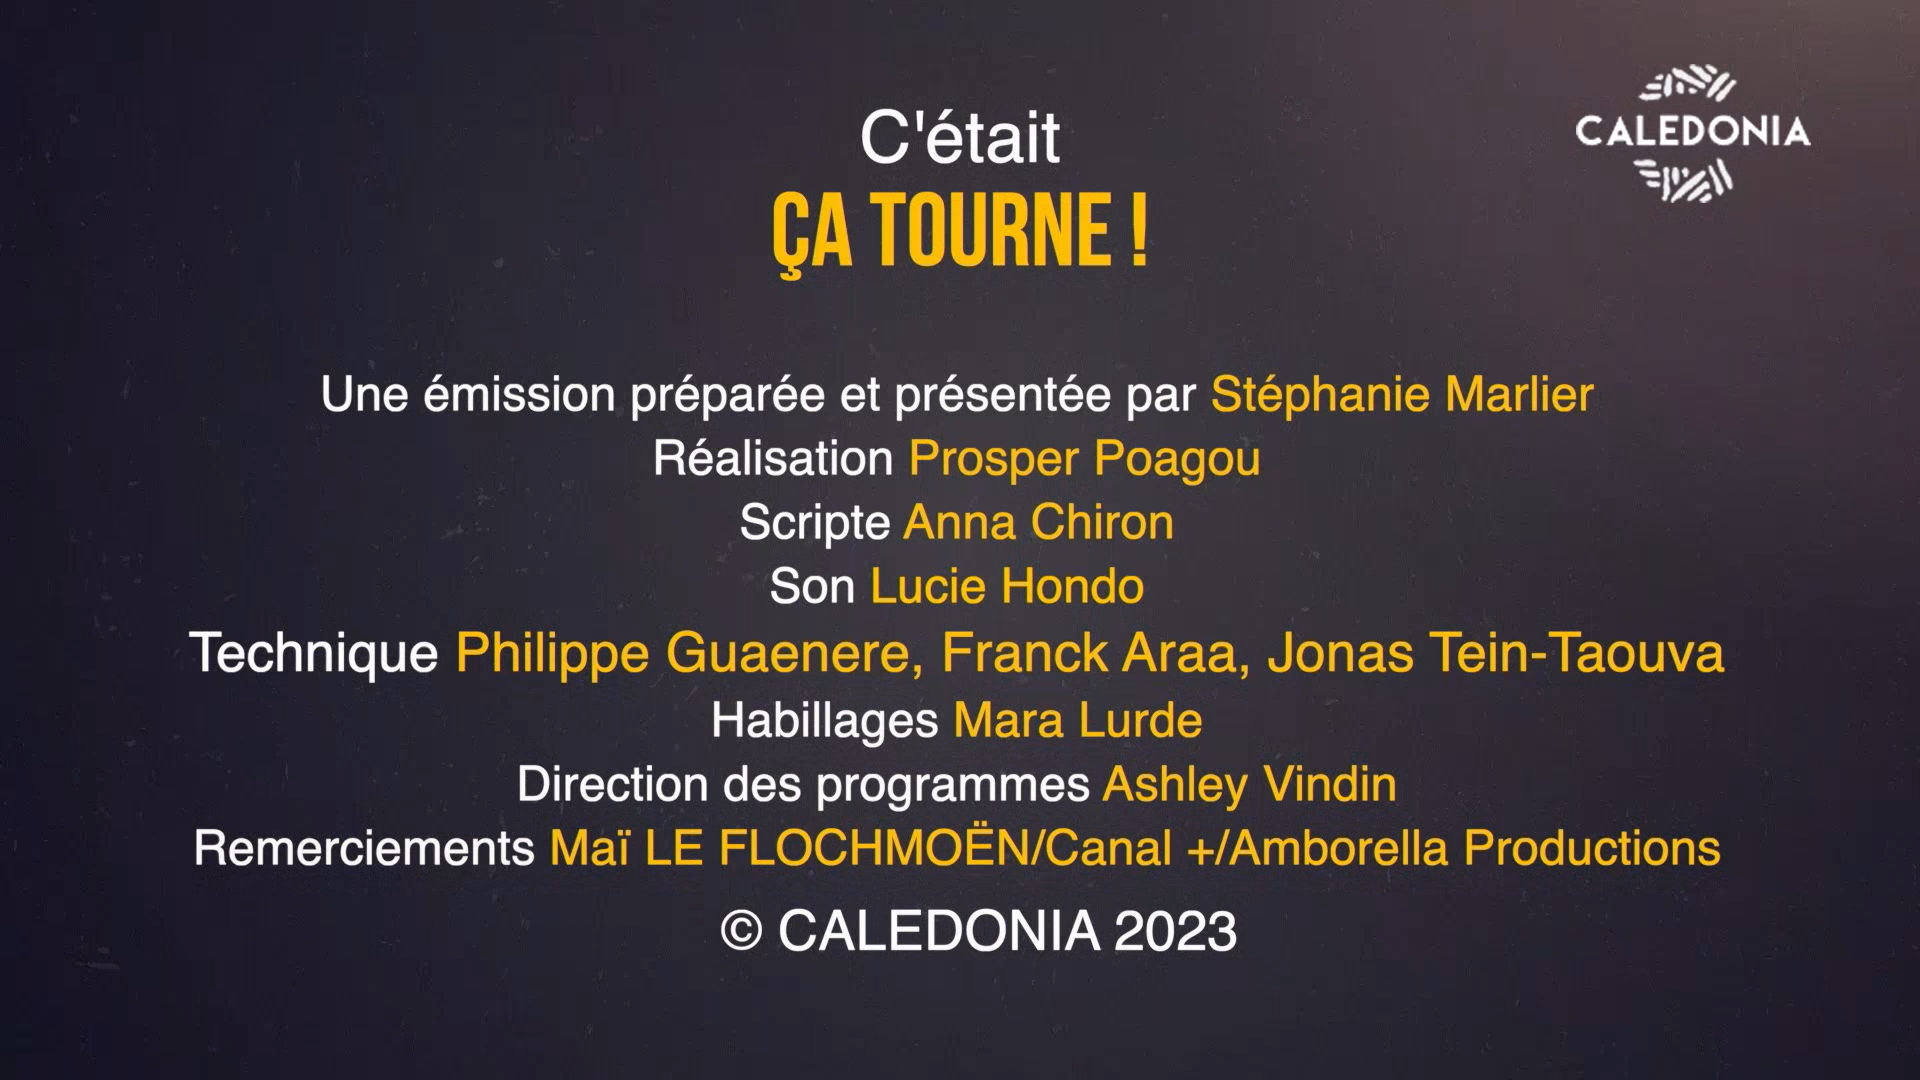 C'était
ÇA TOURNE !
CALEDONIA
Une émission préparée et présentée par Stéphanie Marlier
Réalisation Prosper Poagou
Scripte Anna Chiron
Son Lucie Hondo
Technique Philippe Guaenere, Franck Araa, Jonas Tein-Taouva
Habillages Mara Lurde
Direction des programmes Ashley Vindin
Remerciements Maï LE FLOCHMOËN/Canal +/Amborella Productions
© CALEDONIA 2023